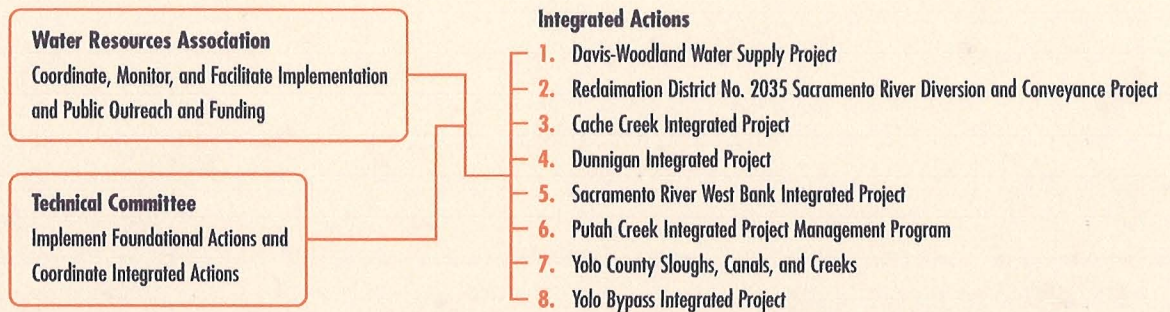 Water Resources Association
Coordinate, Monitor, and Facilitate Implementation
and Public Outreach and Funding
Technical Committee
Implement Foundational Actions and
Coordinate Integrated Actions
Integrated Actions
1. Davis-Woodland Water Supply Project
2. Reclaimation District No. 2035 Sacramento River Diversion and Conveyance Project
3. Cache Creek Integrated Project
4. Dunnigan Integrated Project
5. Sacramento River West Bank Integrated Project
6. Putah Creek Integrated Project Management Program
7. Yolo County Sloughs, Canals, and Creeks
8. Yolo Bypass Integrated Project